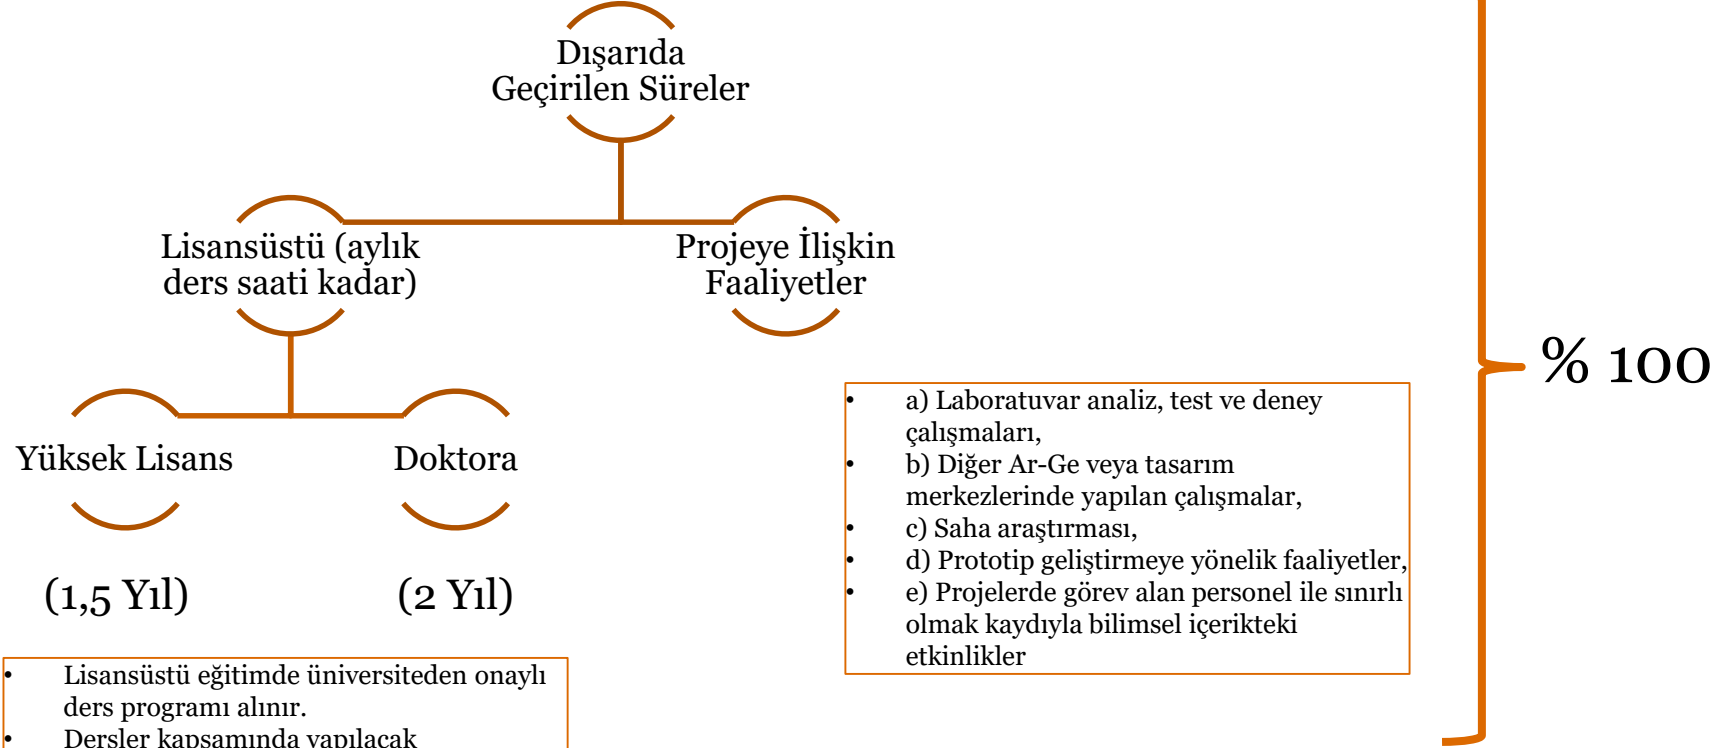 Dışarıda
Geçirilen Süreler
Lisansüstü (aylık
ders saati kadar)
Projeye İlişkin
Faaliyetler
Yüksek Lisans
Doktora
(1,5 Yıl)
(2 Yıl)
• Lisansüstü eğitimde üniversiteden onaylı
ders programı alınır.
• Dersler kapsamında yapılacak
• a) Laboratuvar analiz, test ve deney
çalışmaları,
• b) Diğer Ar-Ge veya tasarım
merkezlerinde yapılan çalışmalar,
• c) Saha araştırması,
• d) Prototip geliştirmeye yönelik faaliyetler,
• e) Projelerde görev alan personel ile sınırlı
olmak kaydıyla bilimsel içerikteki
etkinlikler
% 100